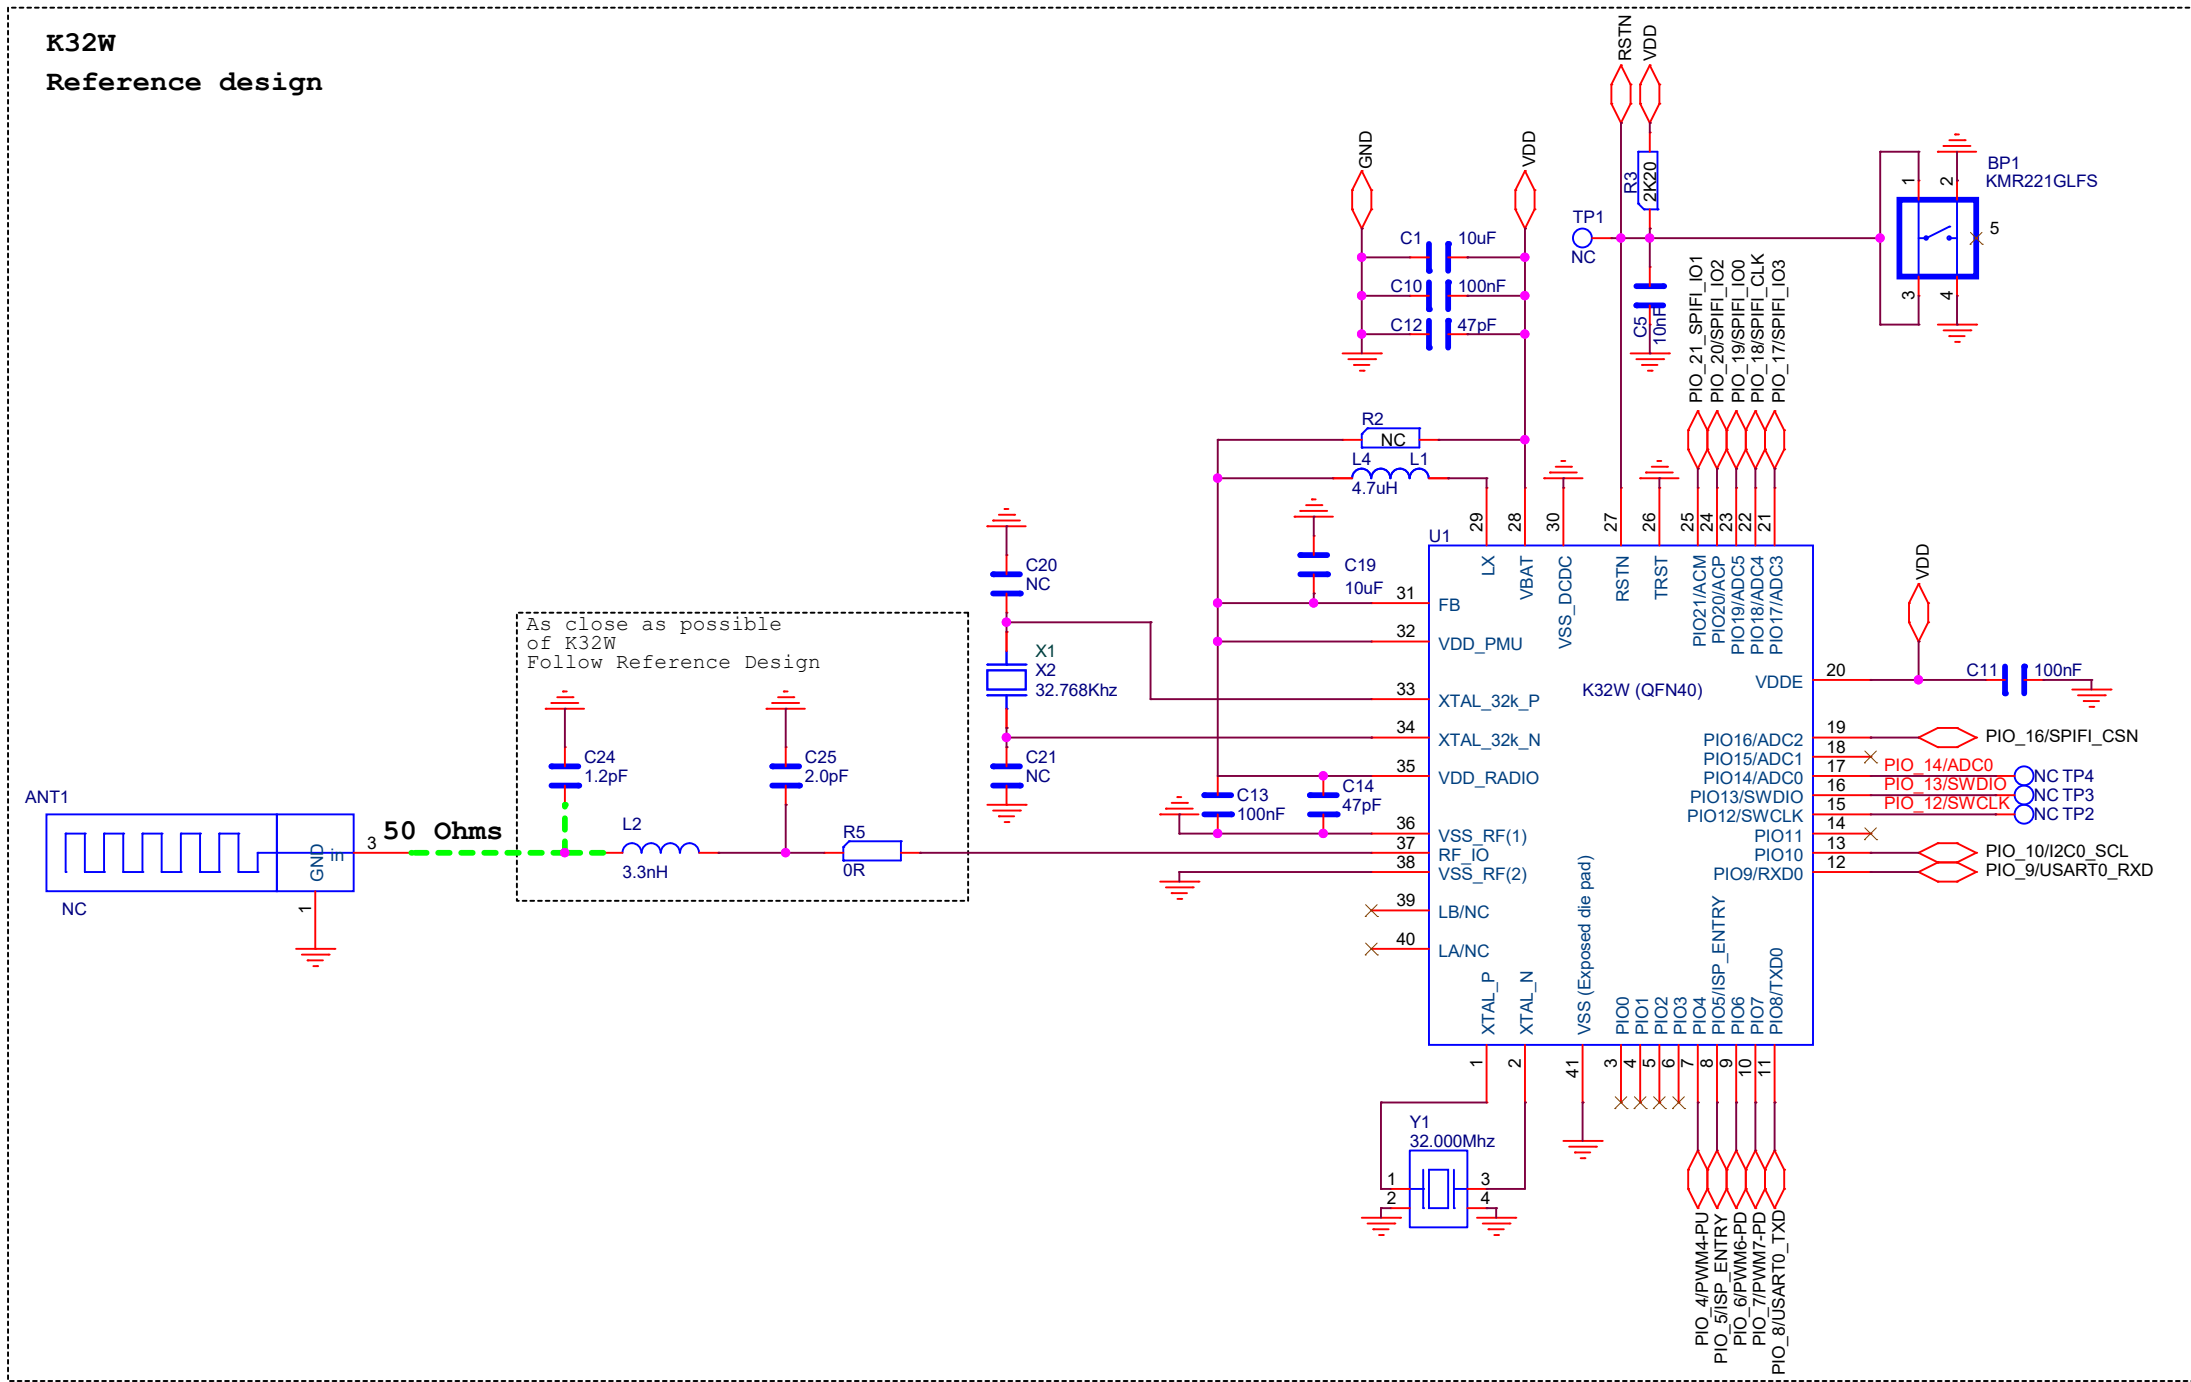 K32W
Reference design
RSTN
VDD
GND
VDD
R3
2K20
BP1
KMR221GLFS
1
2
3
4
5
TP1
NC
C1
10uF
C10
100nF
C12
47pF
C5
10nF
PIO_21_SPIFI_IO1
PIO_20/SPIFI_IO2
PIO_19/SPIFI_IO0
PIO_18/SPIFI_CLK
PIO_17/SPIFI_IO3
R2
NC
L4
L1
4.7uH
29
28
30
27
26
25
24
23
22
21
U1
LX
VBAT
VSS_DCDC
RSTN
TRST
PIO21/ACM
PIO20/ACP
PIO19/ADC5
PIO18/ADC4
PIO17/ADC3
C19
10uF
C20
NC
31
FB
32
VDD_PMU
X1
X2
32.768Khz
33
XTAL_32k_P
34
XTAL_32k_N
C21
NC
35
VDD_RADIO
C13
100nF
C14
47pF
36
VSS_RF(1)
37
RF_IO
38
VSS_RF(2)
39
LB/NC
40
LA/NC
K32W (QFN40)
VDD
VDDE
20
C11
100nF
PIO16/ADC2
19
PIO_16/SPIFI_CSN
PIO15/ADC1
18
PIO14/ADC0
17
PIO_14/ADC0
NC TP4
PIO13/SWDIO
16
PIO_13/SWDIO
NC TP3
PIO12/SWCLK
15
PIO_12/SWCLK
NC TP2
PIO11
14
PIO10
13
PIO_10/I2C0_SCL
PIO9/RXD0
12
PIO_9/USART0_RXD
As close as possible
of K32W
Follow Reference Design
C24
1.2pF
C25
2.0pF
ANT1
50 Ohms
3
in
GND
1
NC
L2
3.3nH
R5
0R
XTAL_P
XTAL_N
VSS (Exposed die pad)
PIO0
PIO1
PIO2
PIO3
PIO4
PIO5/ISP_ENTRY
PIO6
PIO7
PIO8/TXD0
1
2
41
3
4
5
6
7
8
9
10
11
Y1
32.000Mhz
1
2
3
4
PIO_4/PWM4-PU
PIO_5/ISP_ENTRY
PIO_6/PWM6-PD
PIO_7/PWM7-PD
PIO_8/USART0_TXD